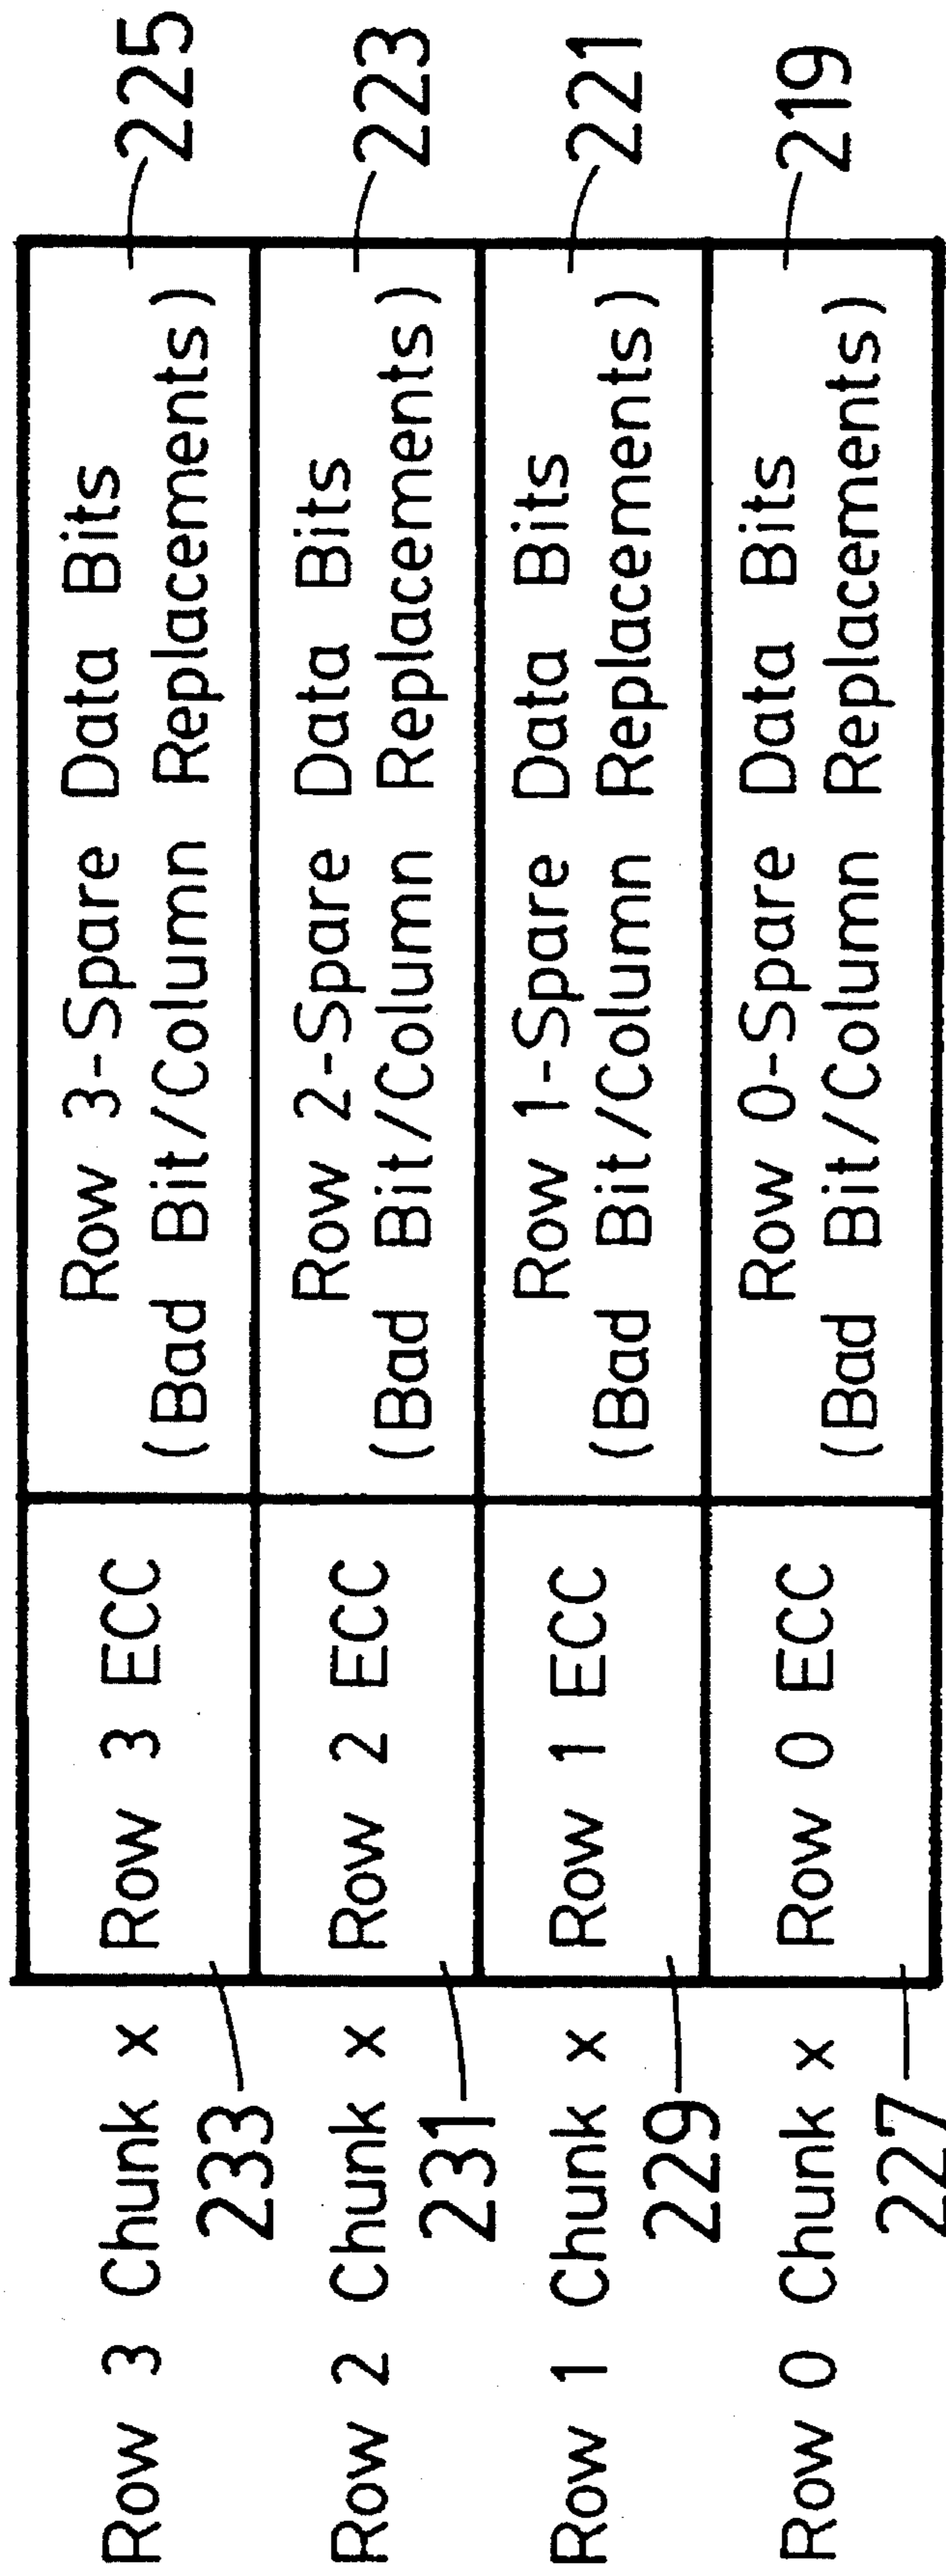 Row 3 Chunk x
233
Row 3 ECC
Row 3-Spare Data Bits
(Bad Bit/Column Replacements)
225
Row 2 Chunk x
231
Row 2 ECC
Row 2-Spare Data Bits
(Bad Bit/Column Replacements)
223
Row 1 Chunk x
229
Row 1 ECC
Row 1-Spare Data Bits
(Bad Bit/Column Replacements)
221
Row 0 Chunk x
227
Row 0 ECC
Row 0-Spare Data Bits
(Bad Bit/Column Replacements)
219